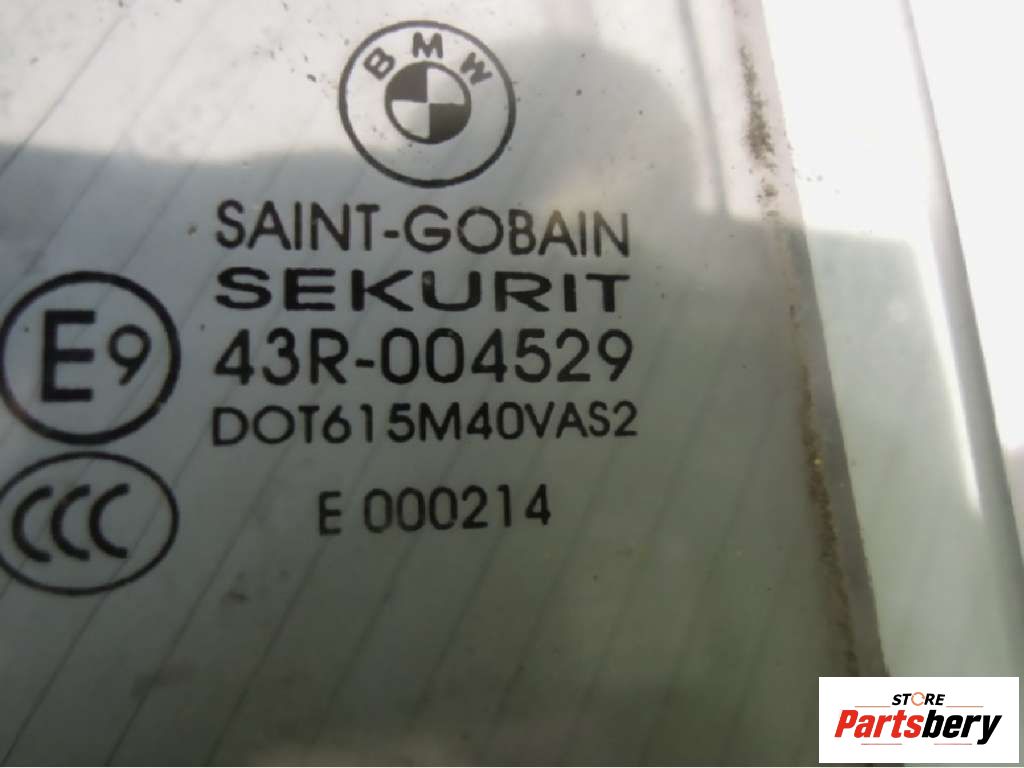 BMW
SAINT-GOBAIN
SEKURIT
E9
43R-004529
DOT615M40VAS2
CCC
E 000214
STORE
Partsbery